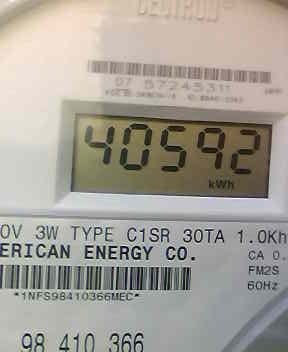 CENTRON®
07 57245311
40592
kWh
0V 3W TYPE C1SR 30TA 1.0Kh
ERICAN ENERGY CO.
CA 0.
FM2S
60Hz
*1NFS98410366MEC*
98 410 366